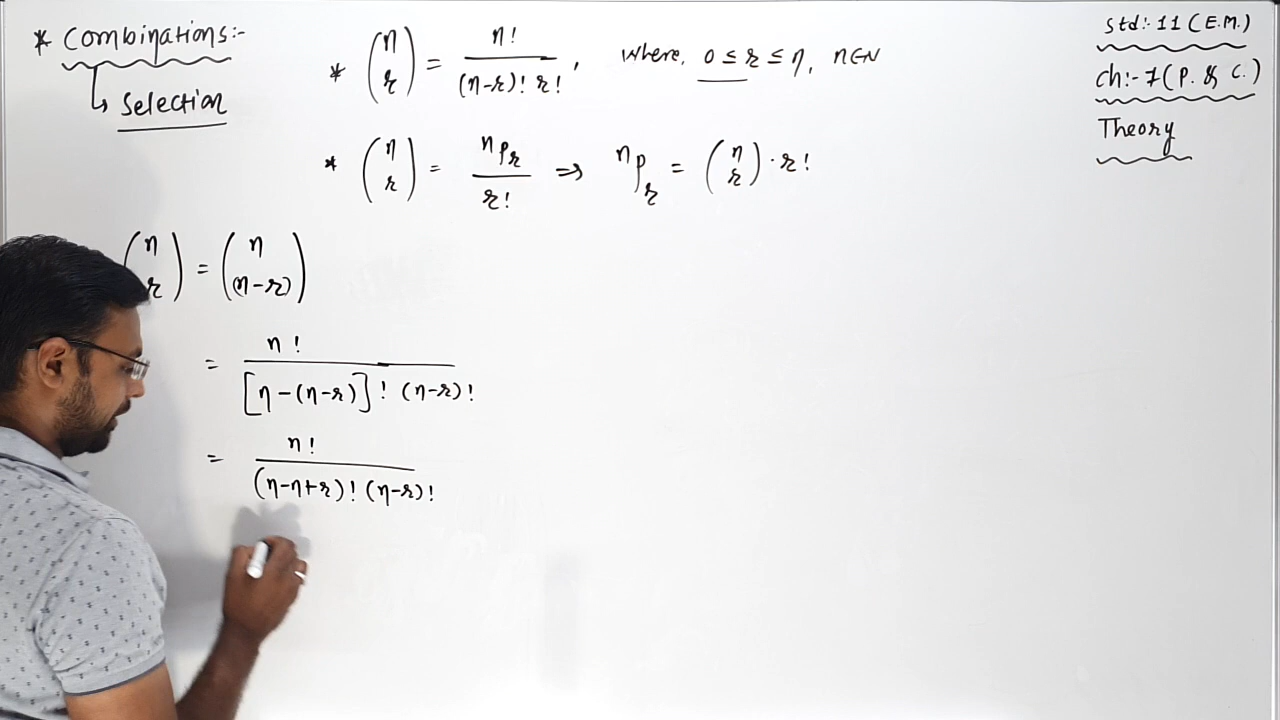 * Combinations:-
↳ Selection
* (n r) = n! / (n-r)! r! , where, 0 ≤ r ≤ n, n∈N
* (n r) = nPr / r! ⇒ nPr = (n r) · r!
(n r) = (n (n-r))
= n! / [n-(n-r)]! (n-r)!
= n! / (n-n+r)! (n-r)!
Std:- 11 (E.M.)
Ch:- 7 (P. & C.)
Theory